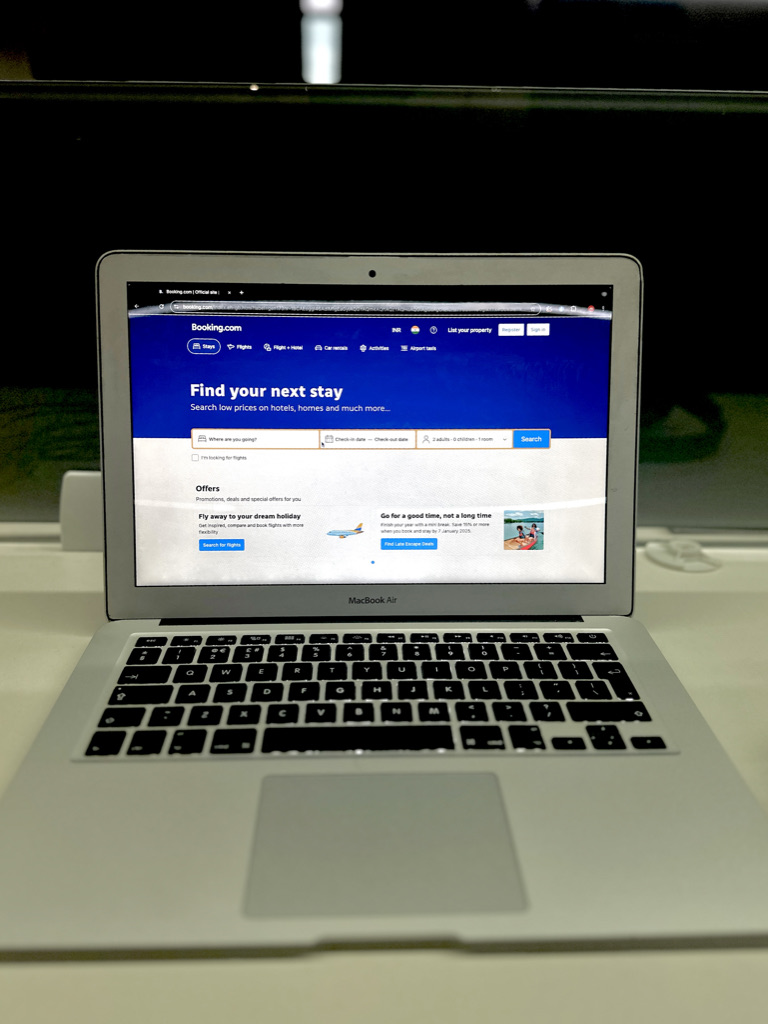 Booking.com | Official site |
booking.com
Booking.com
INR
List your property
Register
Sign in
Stays
Flights
Flight + Hotel
Car rentals
Activities
Airport taxis
Find your next stay
Search low prices on hotels, homes and much more...
Where are you going?
Check-in date — Check-out date
2 adults · 0 children · 1 room
Search
I'm looking for flights
Offers
Promotions, deals and special offers for you
Fly away to your dream holiday
Get inspired, compare and book flights with more
flexibility
Search for flights
Go for a good time, not a long time
Finish your year with a mini break. Save 15% or more
when you book and stay by 7 January 2025.
Find Late Escape Deals
MacBook Air
Q W E R T Y U I O P
A S D F G H J K L
Z X C V B N M